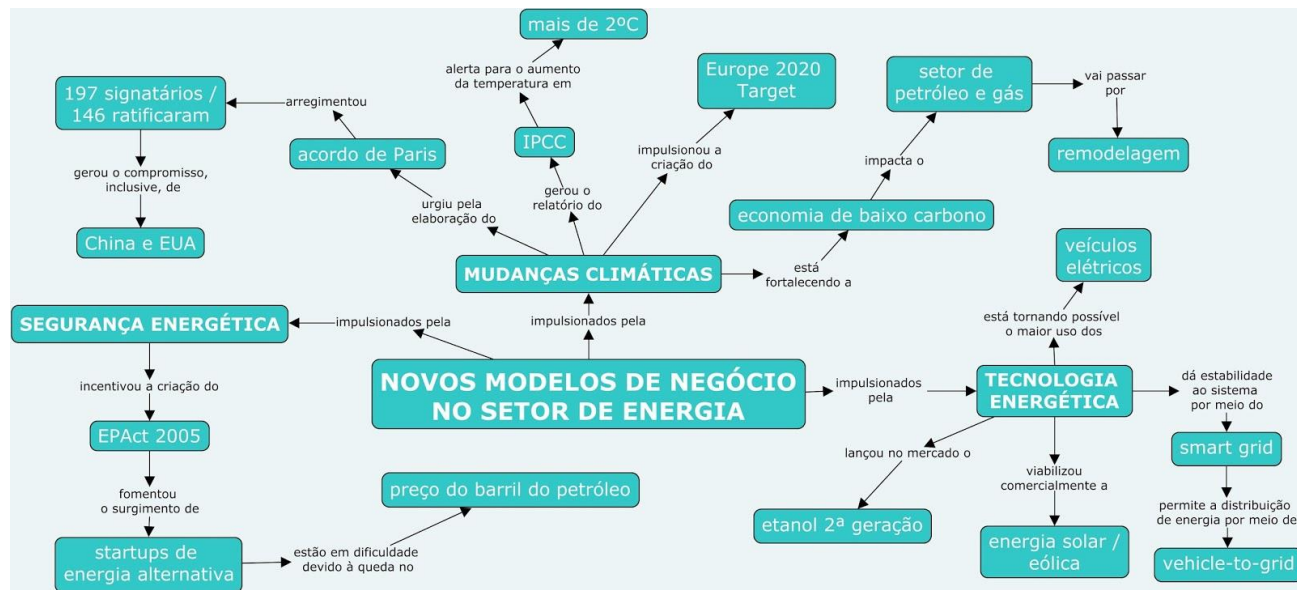 mais de 2ºC
alerta para o aumento
da temperatura em
Europe 2020
Target
setor de
petróleo e gás
vai passar
por
remodelagem
197 signatários /
146 ratificaram
arregimentou
acordo de Paris
IPCC
impulsionou a
criação do
impacta o
gerou o compromisso,
inclusive, de
urgiu pela
elaboração do
gerou o
relatório do
economia de baixo carbono
China e EUA
MUDANÇAS CLIMÁTICAS
está
fortalecendo a
veículos
elétricos
SEGURANÇA ENERGÉTICA
impulsionados pela
impulsionados pela
está tornando possível
o maior uso dos
NOVOS MODELOS DE NEGÓCIO
NO SETOR DE ENERGIA
impulsionados
pela
TECNOLOGIA
ENERGÉTICA
dá estabilidade
ao sistema
por meio do
incentivou a criação do
EPAct 2005
lançou no mercado o
smart grid
fomentou
o surgimento de
preço do barril do petróleo
viabilizou
comercialmente a
etanol 2ª geração
permite a distribuição
de energia por meio de
startups de
energia alternativa
estão em dificuldade
devido à queda no
energia solar /
eólica
vehicle-to-grid